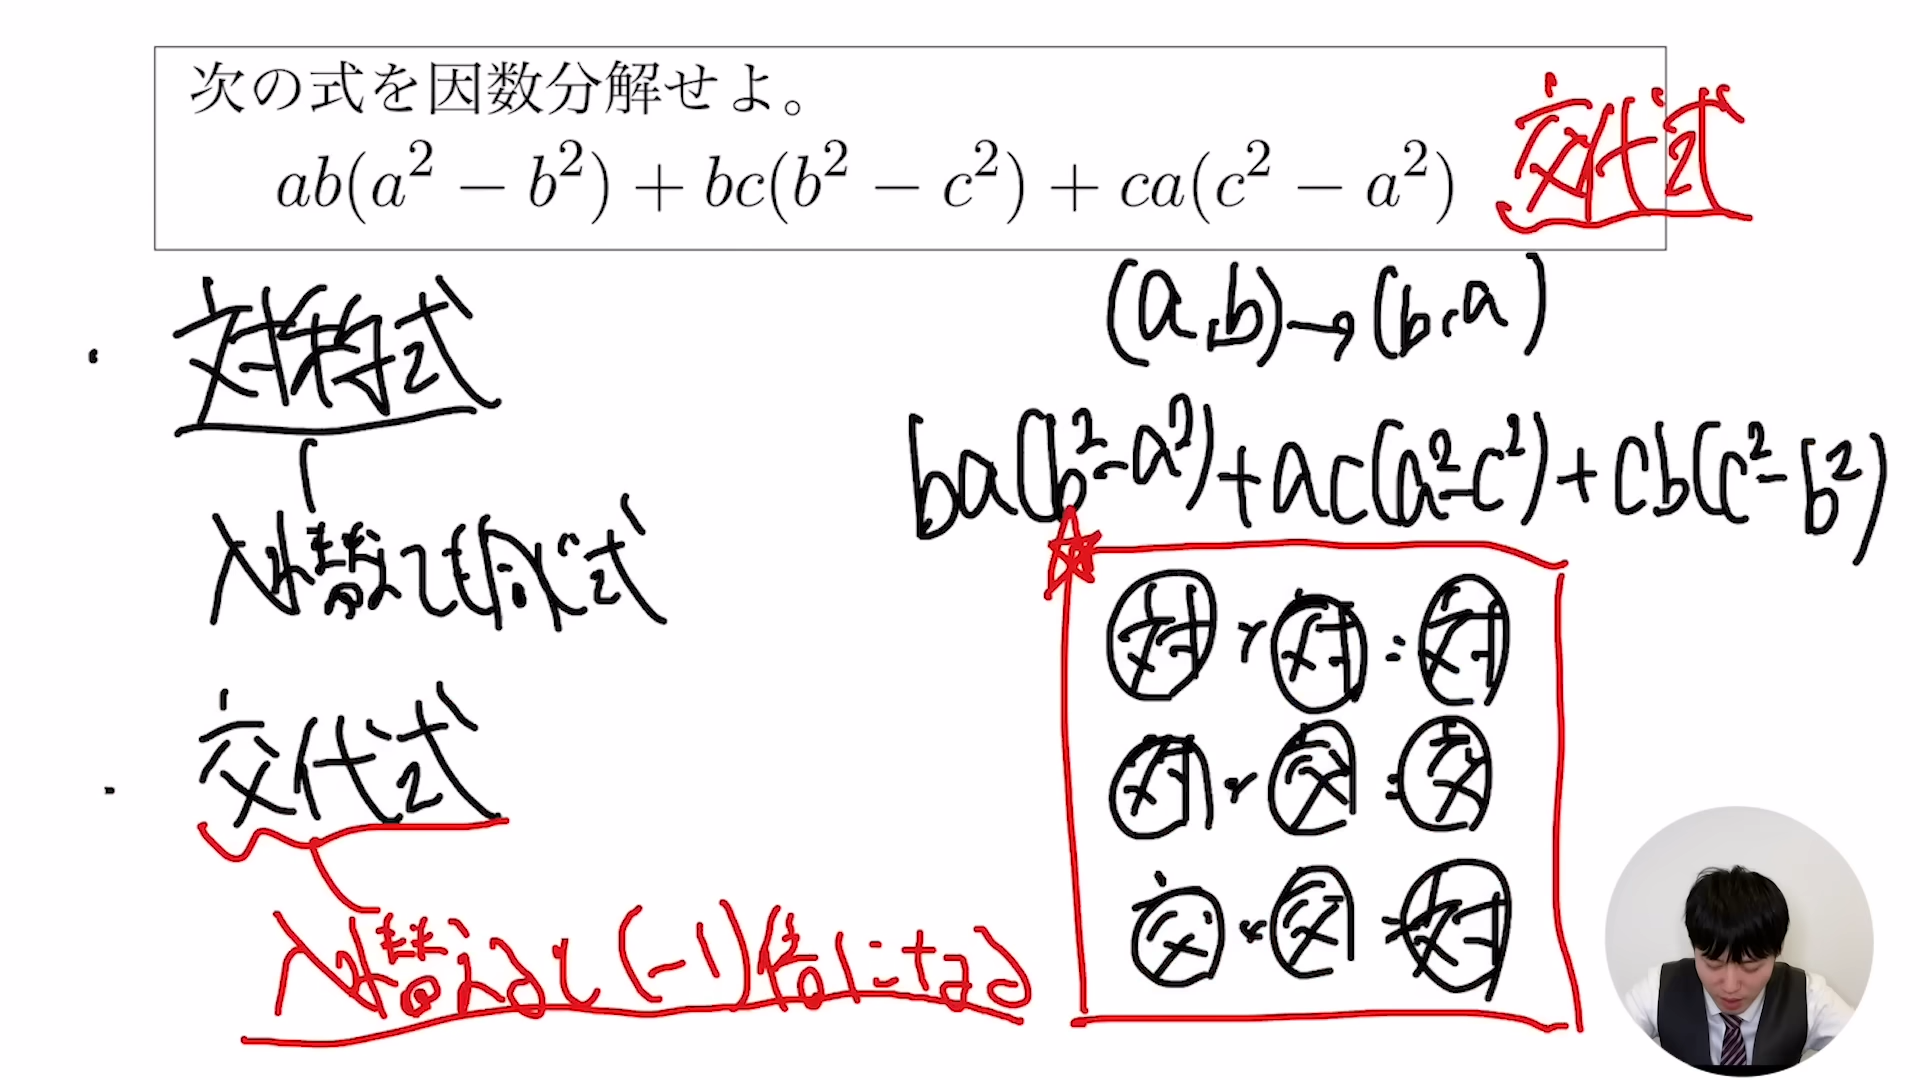 次の式を因数分解せよ。
ab(a² − b²) + bc(b² − c²) + ca(c² − a²)
交代式
対称式
入れ替えても同じ式
交代式
入れ替えると(-1)倍になる
(a,b)→(b,a)
ba(b²-a²)+ac(a²-c²)+cb(c²-b²)
対×対=対
対×交=交
交×交=対